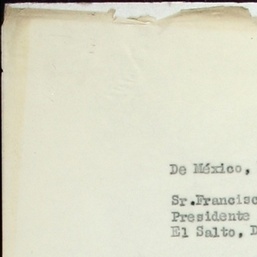 De México,
Sr.Francisc
Presidente
El Salto, D